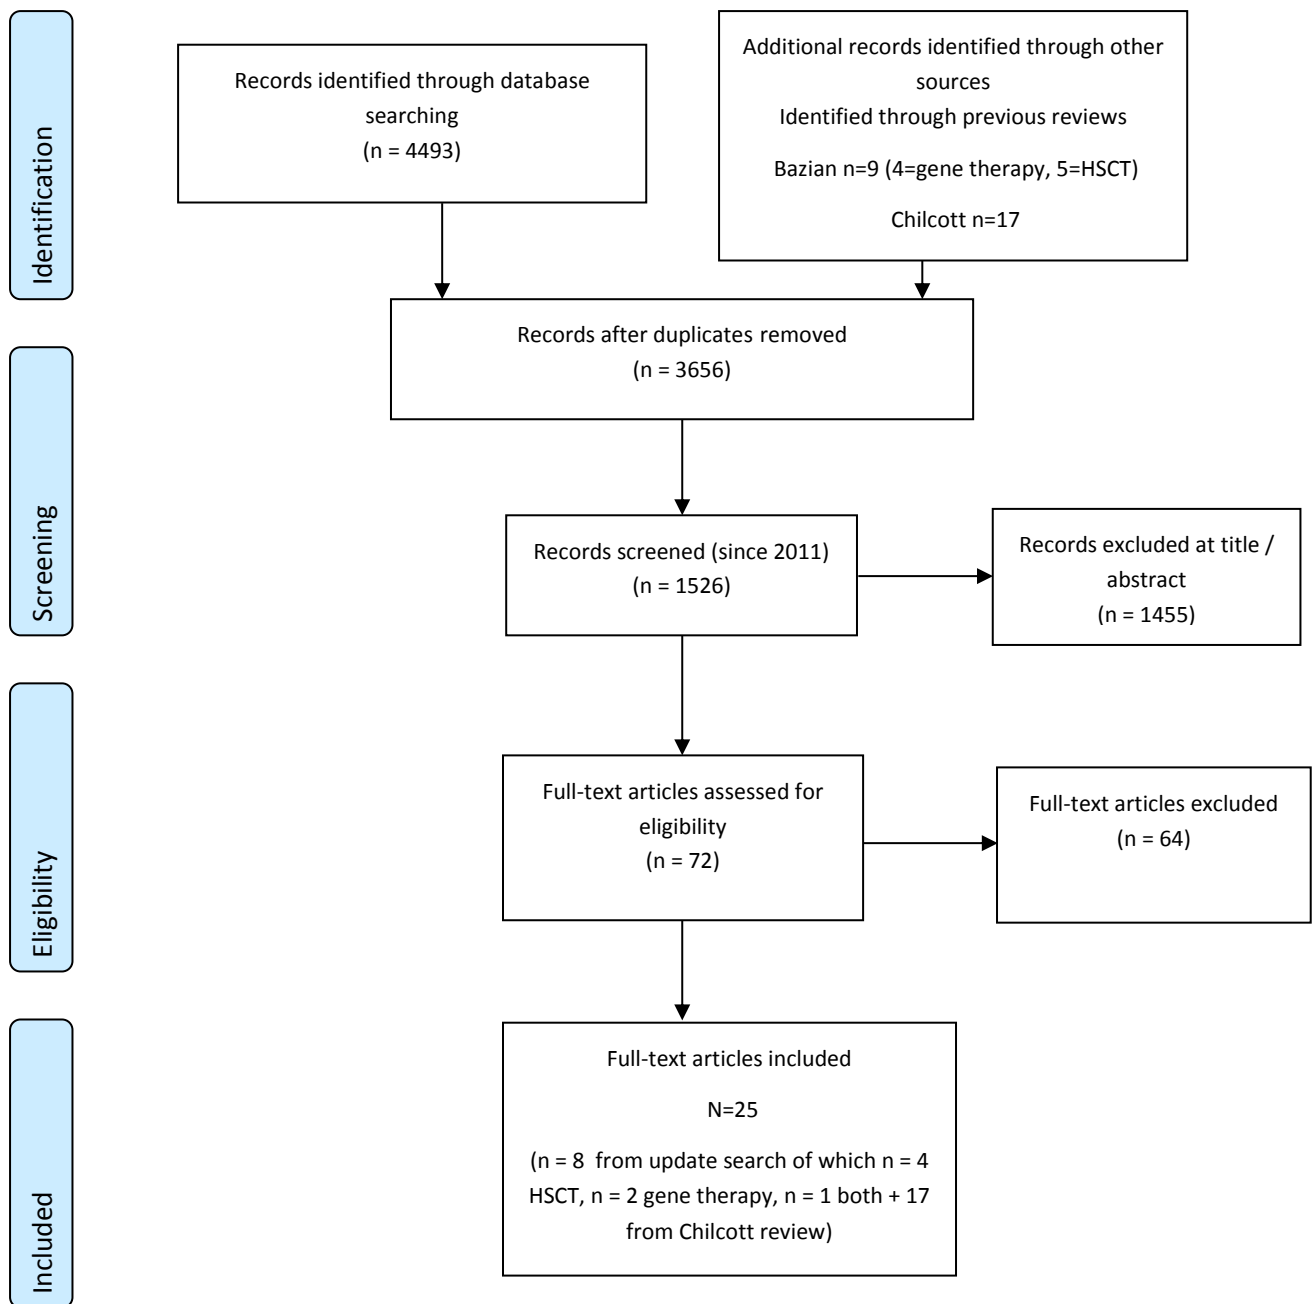 Identification
Records identified through database
searching
(n = 4493)
Additional records identified through other
sources
Identified through previous reviews
Bazian n=9 (4=gene therapy, 5=HSCT)
Chilcott n=17
Records after duplicates removed
(n = 3656)
Screening
Records screened (since 2011)
(n = 1526)
Records excluded at title /
abstract
(n = 1455)
Eligibility
Full-text articles assessed for
eligibility
(n = 72)
Full-text articles excluded
(n = 64)
Included
Full-text articles included
N=25
(n = 8 from update search of which n = 4
HSCT, n = 2 gene therapy, n = 1 both + 17
from Chilcott review)